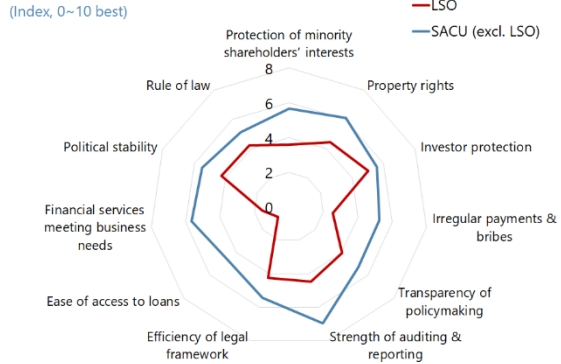 (Index, 0~10 best)
LSO
SACU (excl. LSO)
Protection of minority
shareholders' interests
Property rights
Investor protection
Irregular payments &
bribes
Transparency of
policymaking
Strength of auditing &
reporting
Efficiency of legal
framework
Ease of access to loans
Financial services
meeting business
needs
Political stability
Rule of law
8
6
4
2
0